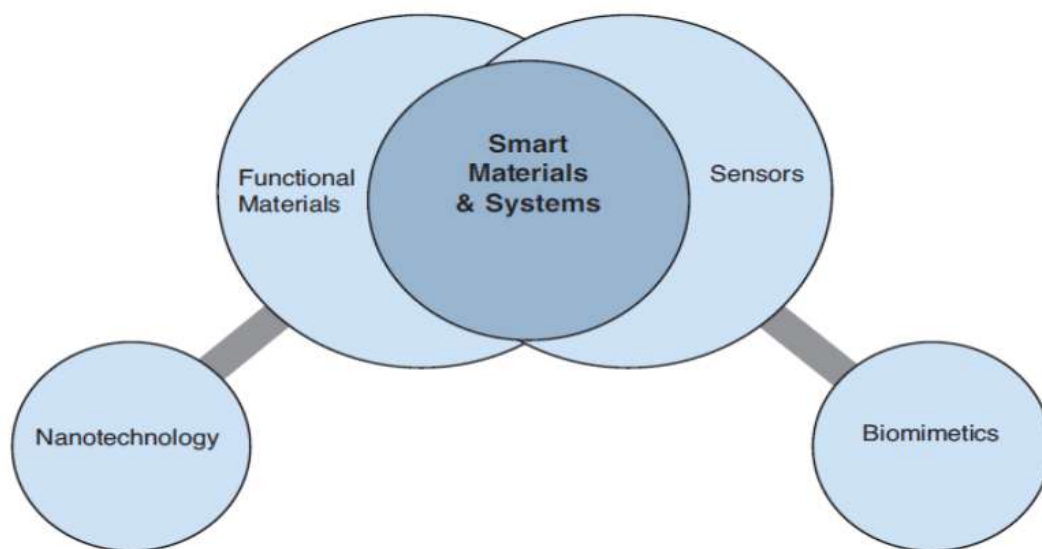 Smart
Materials
& Systems
Functional
Materials
Sensors
Nanotechnology
Biomimetics